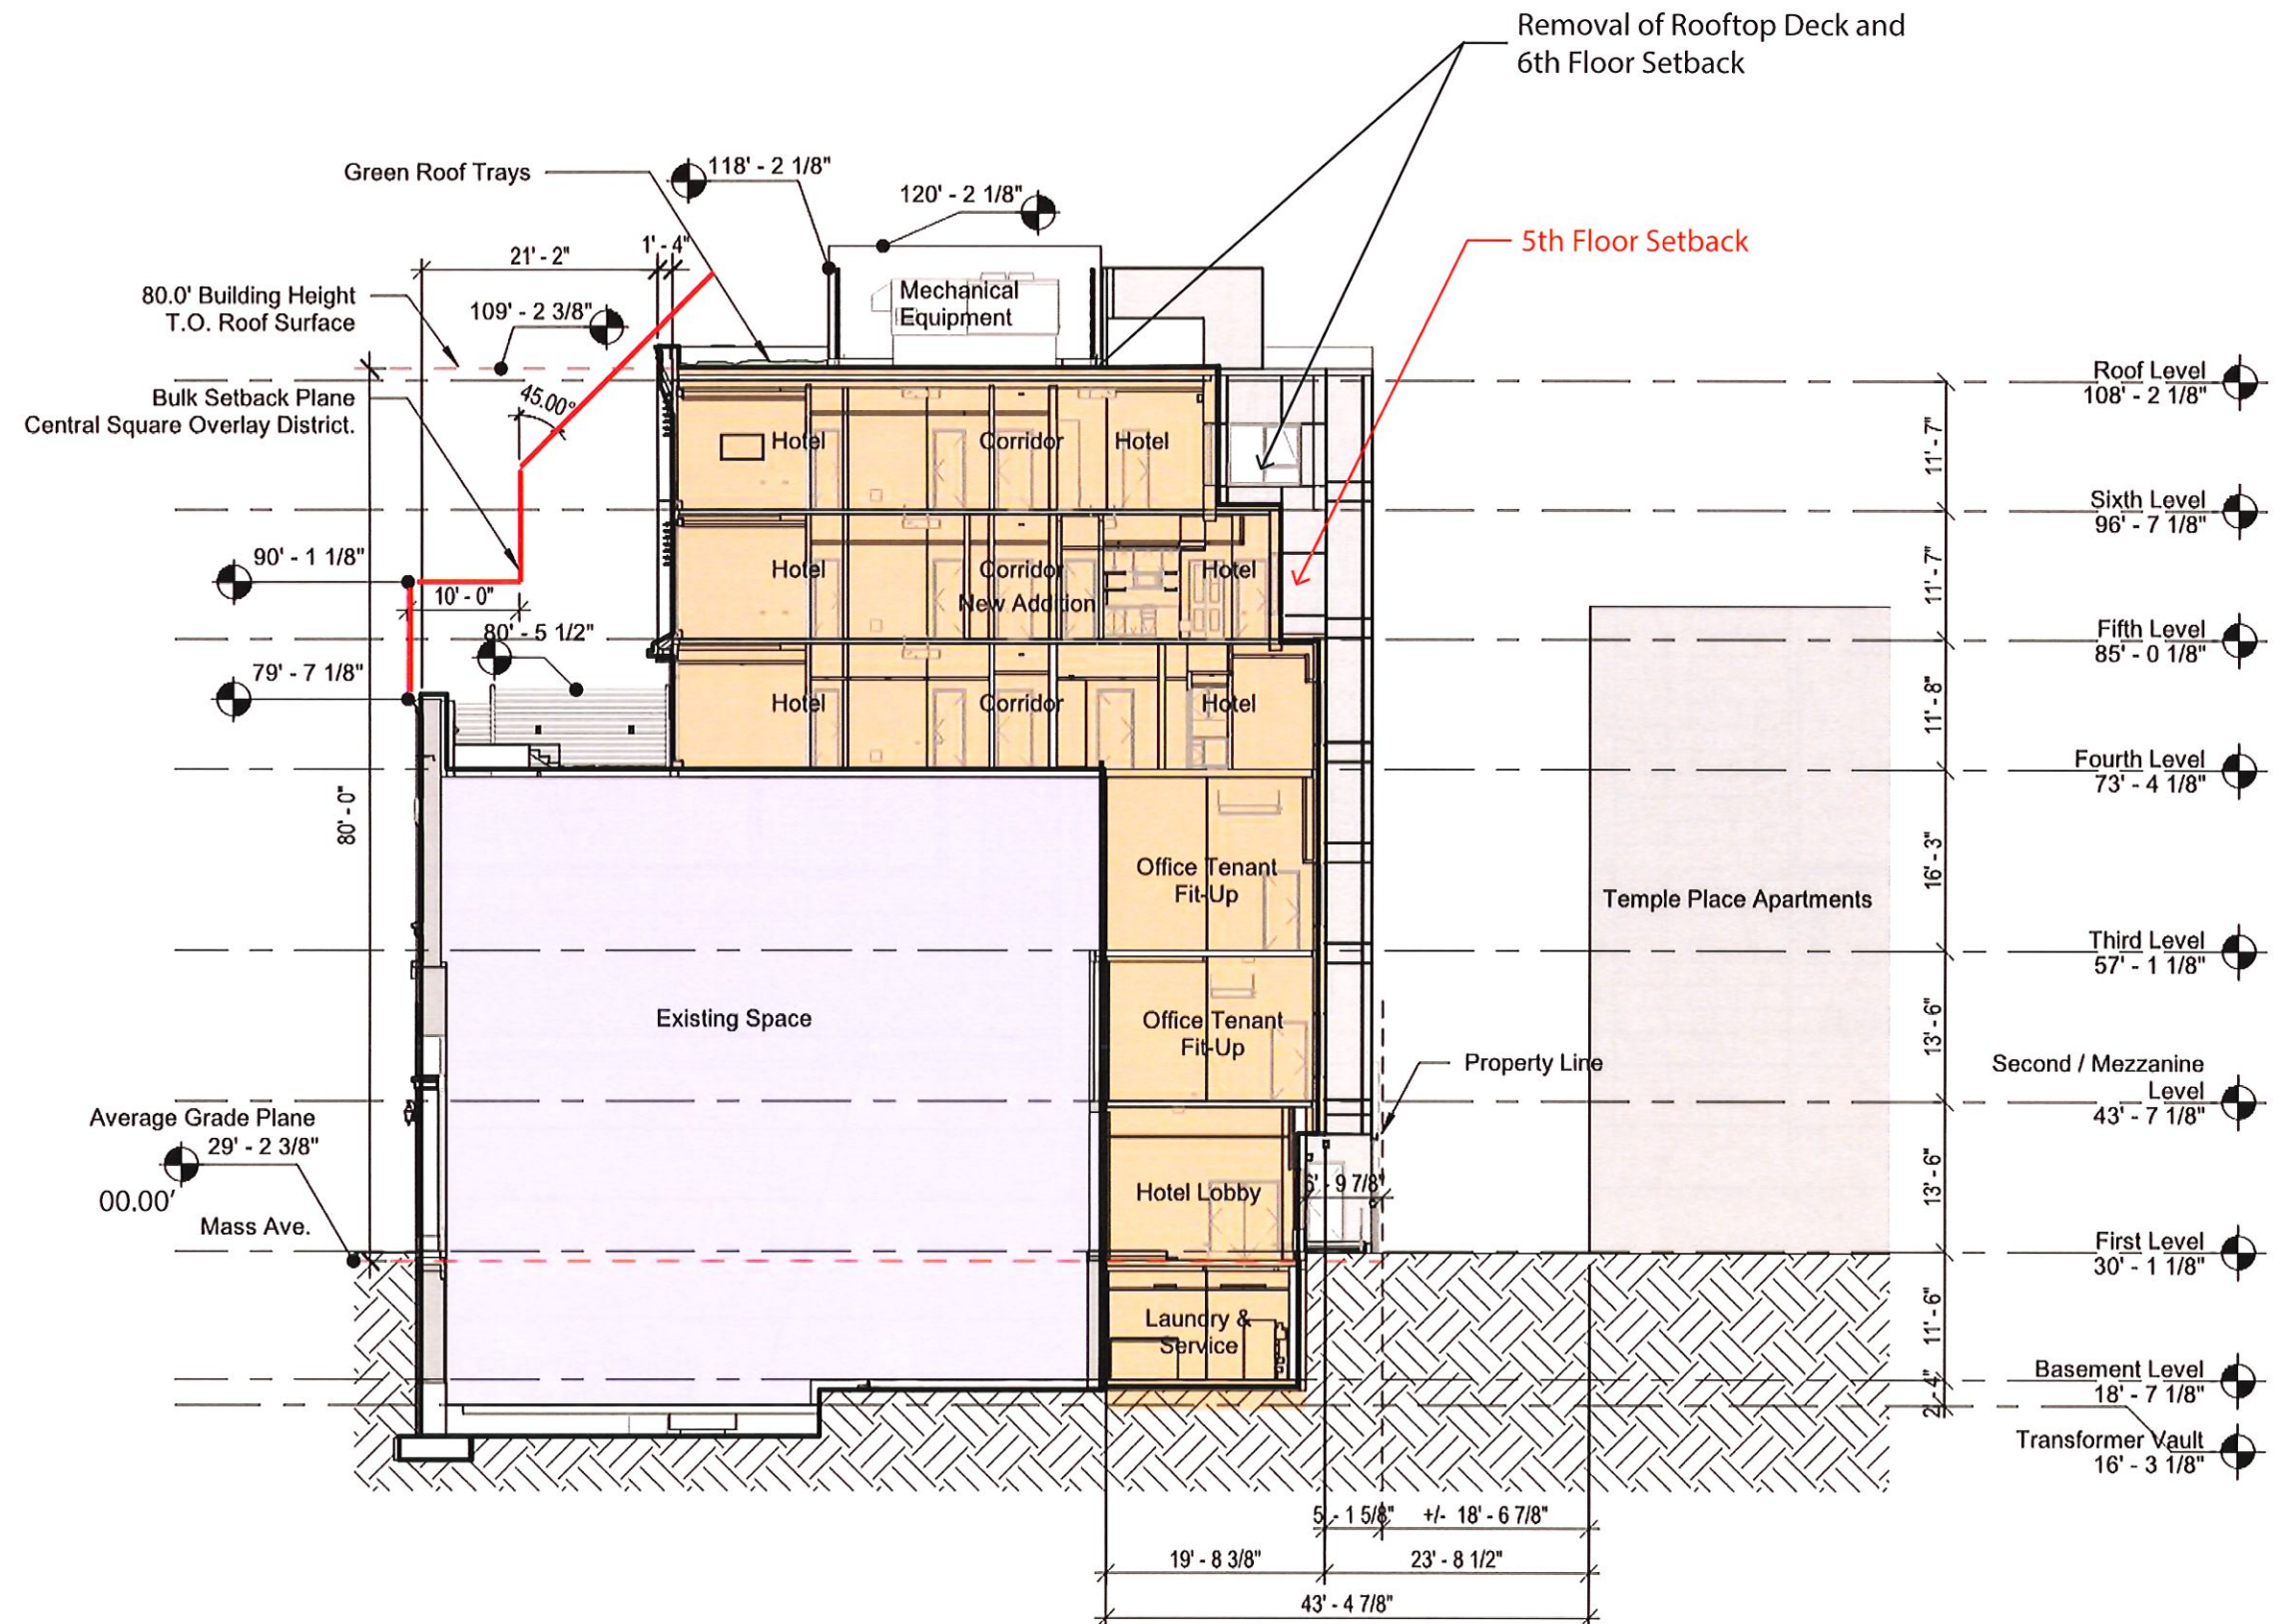 Removal of Rooftop Deck and
6th Floor Setback
Green Roof Trays
118' - 2 1/8"
120' - 2 1/8"
5th Floor Setback
21' - 2"
1' - 4"
80.0' Building Height
T.O. Roof Surface
109' - 2 3/8"
Mechanical
Equipment
Bulk Setback Plane
Central Square Overlay District.
45.00°
Roof Level
108' - 2 1/8"
Hotel
Corridor
Hotel
11' - 7"
Sixth Level
96' - 7 1/8"
90' - 1 1/8"
10' - 0"
Hotel
Corridor
Hotel
New Addition
11' - 7"
80' - 5 1/2"
Fifth Level
85' - 0 1/8"
79' - 7 1/8"
Hotel
Corridor
Hotel
11' - 8"
Fourth Level
73' - 4 1/8"
80' - 0"
Office Tenant
Fit-Up
Temple Place Apartments
16' - 3"
Third Level
57' - 1 1/8"
Existing Space
Office Tenant
Fit-Up
13' - 6"
Property Line
Second / Mezzanine
Level
43' - 7 1/8"
Average Grade Plane
29' - 2 3/8"
00.00'
Mass Ave.
Hotel Lobby
6' - 9 7/8"
13' - 6"
First Level
30' - 1 1/8"
Laundry &
Service
11' - 6"
Basement Level
18' - 7 1/8"
2' - 4"
Transformer Vault
16' - 3 1/8"
5' - 1 5/8"
+/- 18' - 6 7/8"
19' - 8 3/8"
23' - 8 1/2"
43' - 4 7/8"